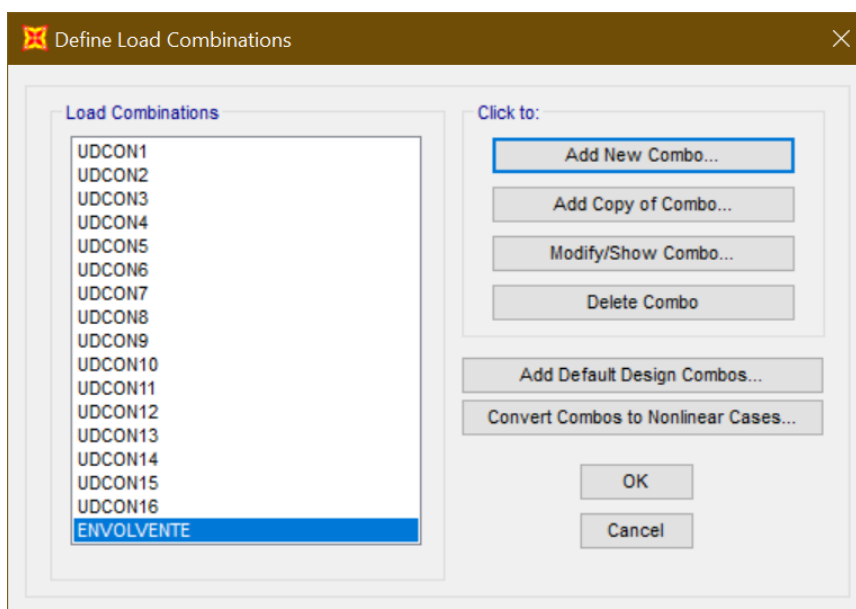 Define Load Combinations
Load Combinations
UDCON1
UDCON2
UDCON3
UDCON4
UDCON5
UDCON6
UDCON7
UDCON8
UDCON9
UDCON10
UDCON11
UDCON12
UDCON13
UDCON14
UDCON15
UDCON16
ENVOLVENTE
Click to:
Add New Combo...
Add Copy of Combo...
Modify/Show Combo...
Delete Combo
Add Default Design Combos...
Convert Combos to Nonlinear Cases...
OK
Cancel